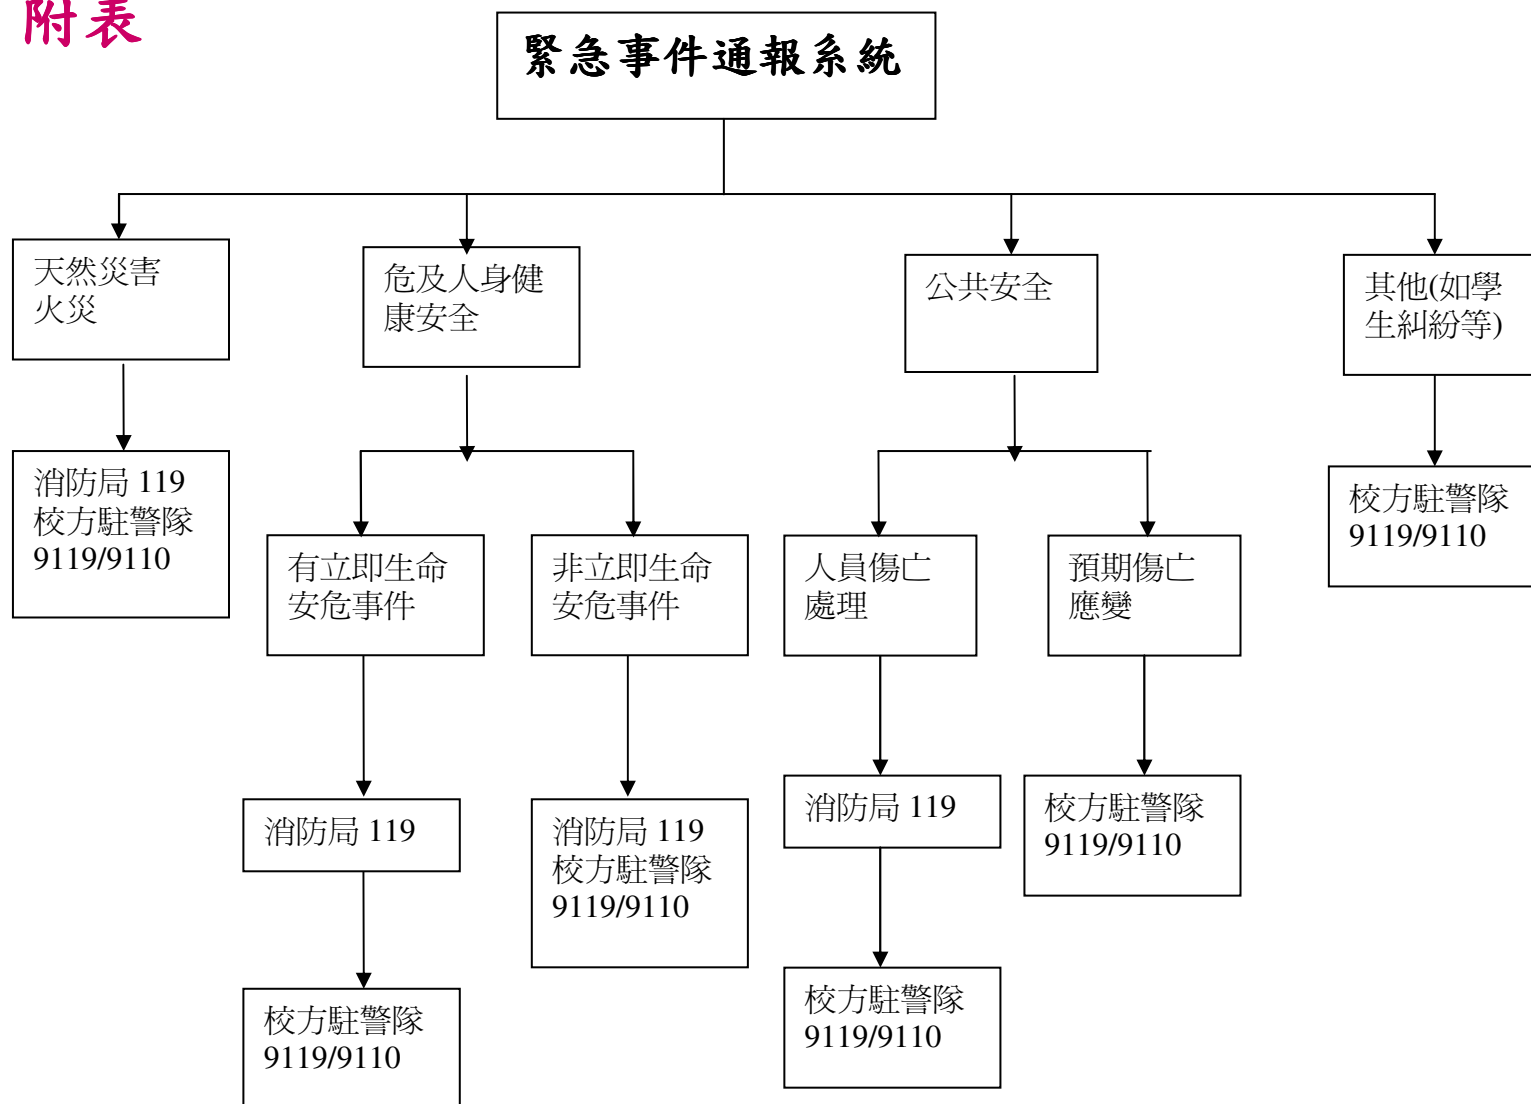 附表
緊急事件通報系統
天然災害
火災
危及人身健
康安全
公共安全
其他(如學
生糾紛等)
消防局 119
校方駐警隊
9119/9110
校方駐警隊
9119/9110
有立即生命
安危事件
非立即生命
安危事件
人員傷亡
處理
預期傷亡
應變
消防局 119
消防局 119
校方駐警隊
9119/9110
消防局 119
校方駐警隊
9119/9110
校方駐警隊
9119/9110
校方駐警隊
9119/9110